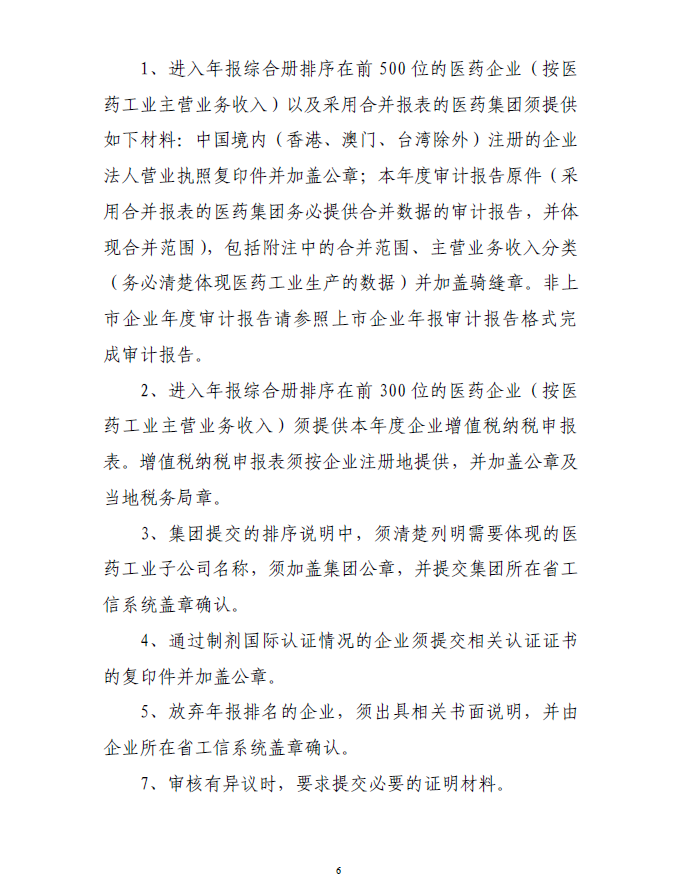 1、进入年报综合册排序在前 500 位的医药企业（按医
药工业主营业务收入）以及采用合并报表的医药集团须提供
如下材料：中国境内（香港、澳门、台湾除外）注册的企业
法人营业执照复印件并加盖公章；本年度审计报告原件（采
用合并报表的医药集团务必提供合并数据的审计报告，并体
现合并范围），包括附注中的合并范围、主营业务收入分类
（务必清楚体现医药工业生产的数据）并加盖骑缝章。非上
市企业年度审计报告请参照上市企业年报审计报告格式完
成审计报告。
2、进入年报综合册排序在前 300 位的医药企业（按医
药工业主营业务收入）须提供本年度企业增值税纳税申报
表。增值税纳税申报表须按企业注册地提供，并加盖公章及
当地税务局章。
3、集团提交的排序说明中，须清楚列明需要体现的医
药工业子公司名称，须加盖集团公章，并提交集团所在省工
信系统盖章确认。
4、通过制剂国际认证情况的企业须提交相关认证证书
的复印件并加盖公章。
5、放弃年报排名的企业，须出具相关书面说明，并由
企业所在省工信系统盖章确认。
7、审核有异议时，要求提交必要的证明材料。
6